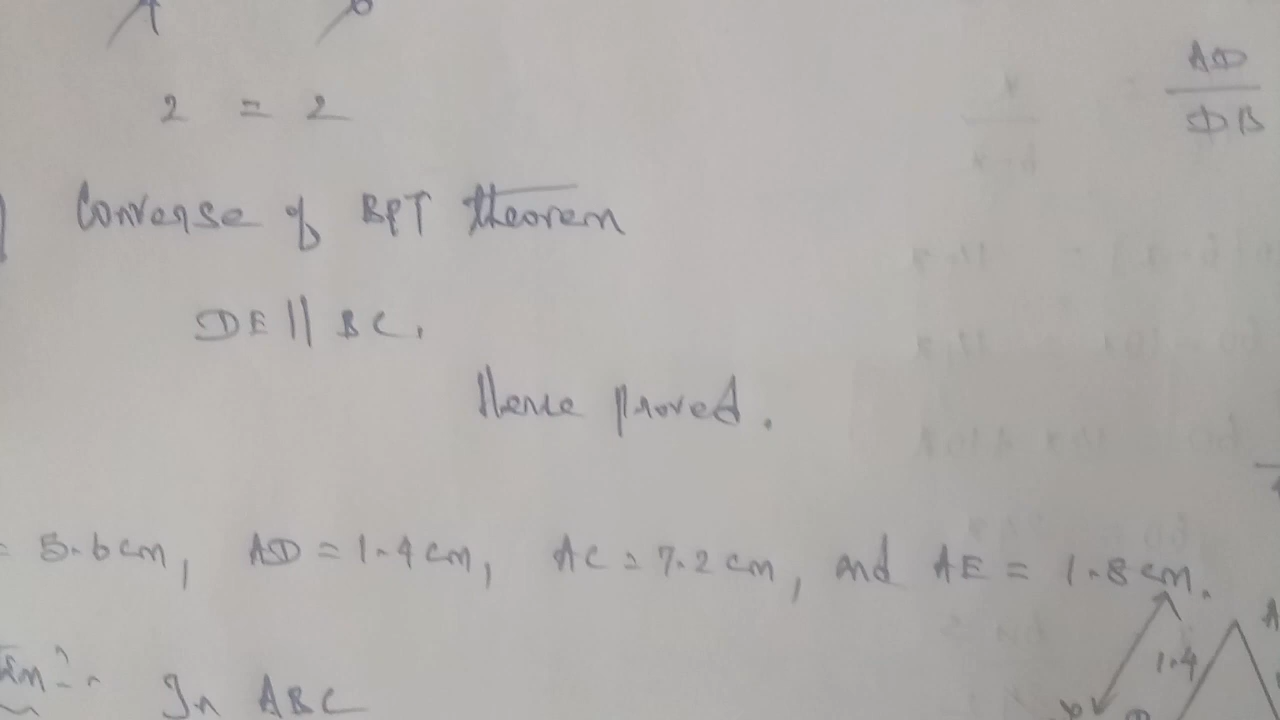 AD
DB
2 = 2
Converse of BPT theorem
DE || BC.
Hence proved.
= 5.6 cm, AD = 1.4 cm, AC = 7.2 cm, and AE = 1.8 cm.
A
1.4
In ABC
D